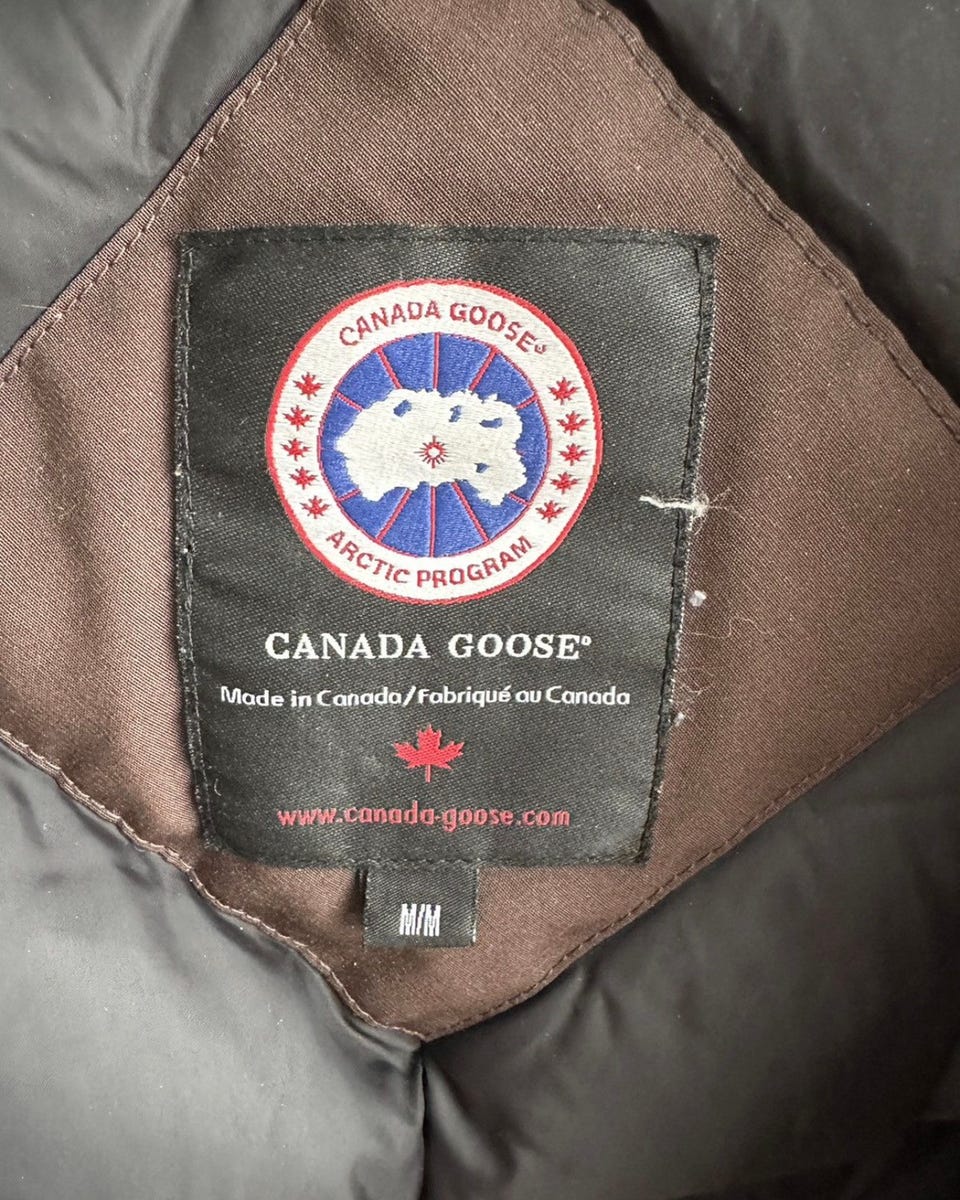 CANADA GOOSE®
ARCTIC PROGRAM
CANADA GOOSE®
Made in Canada/Fabriqué au Canada
www.canada-goose.com
M/M